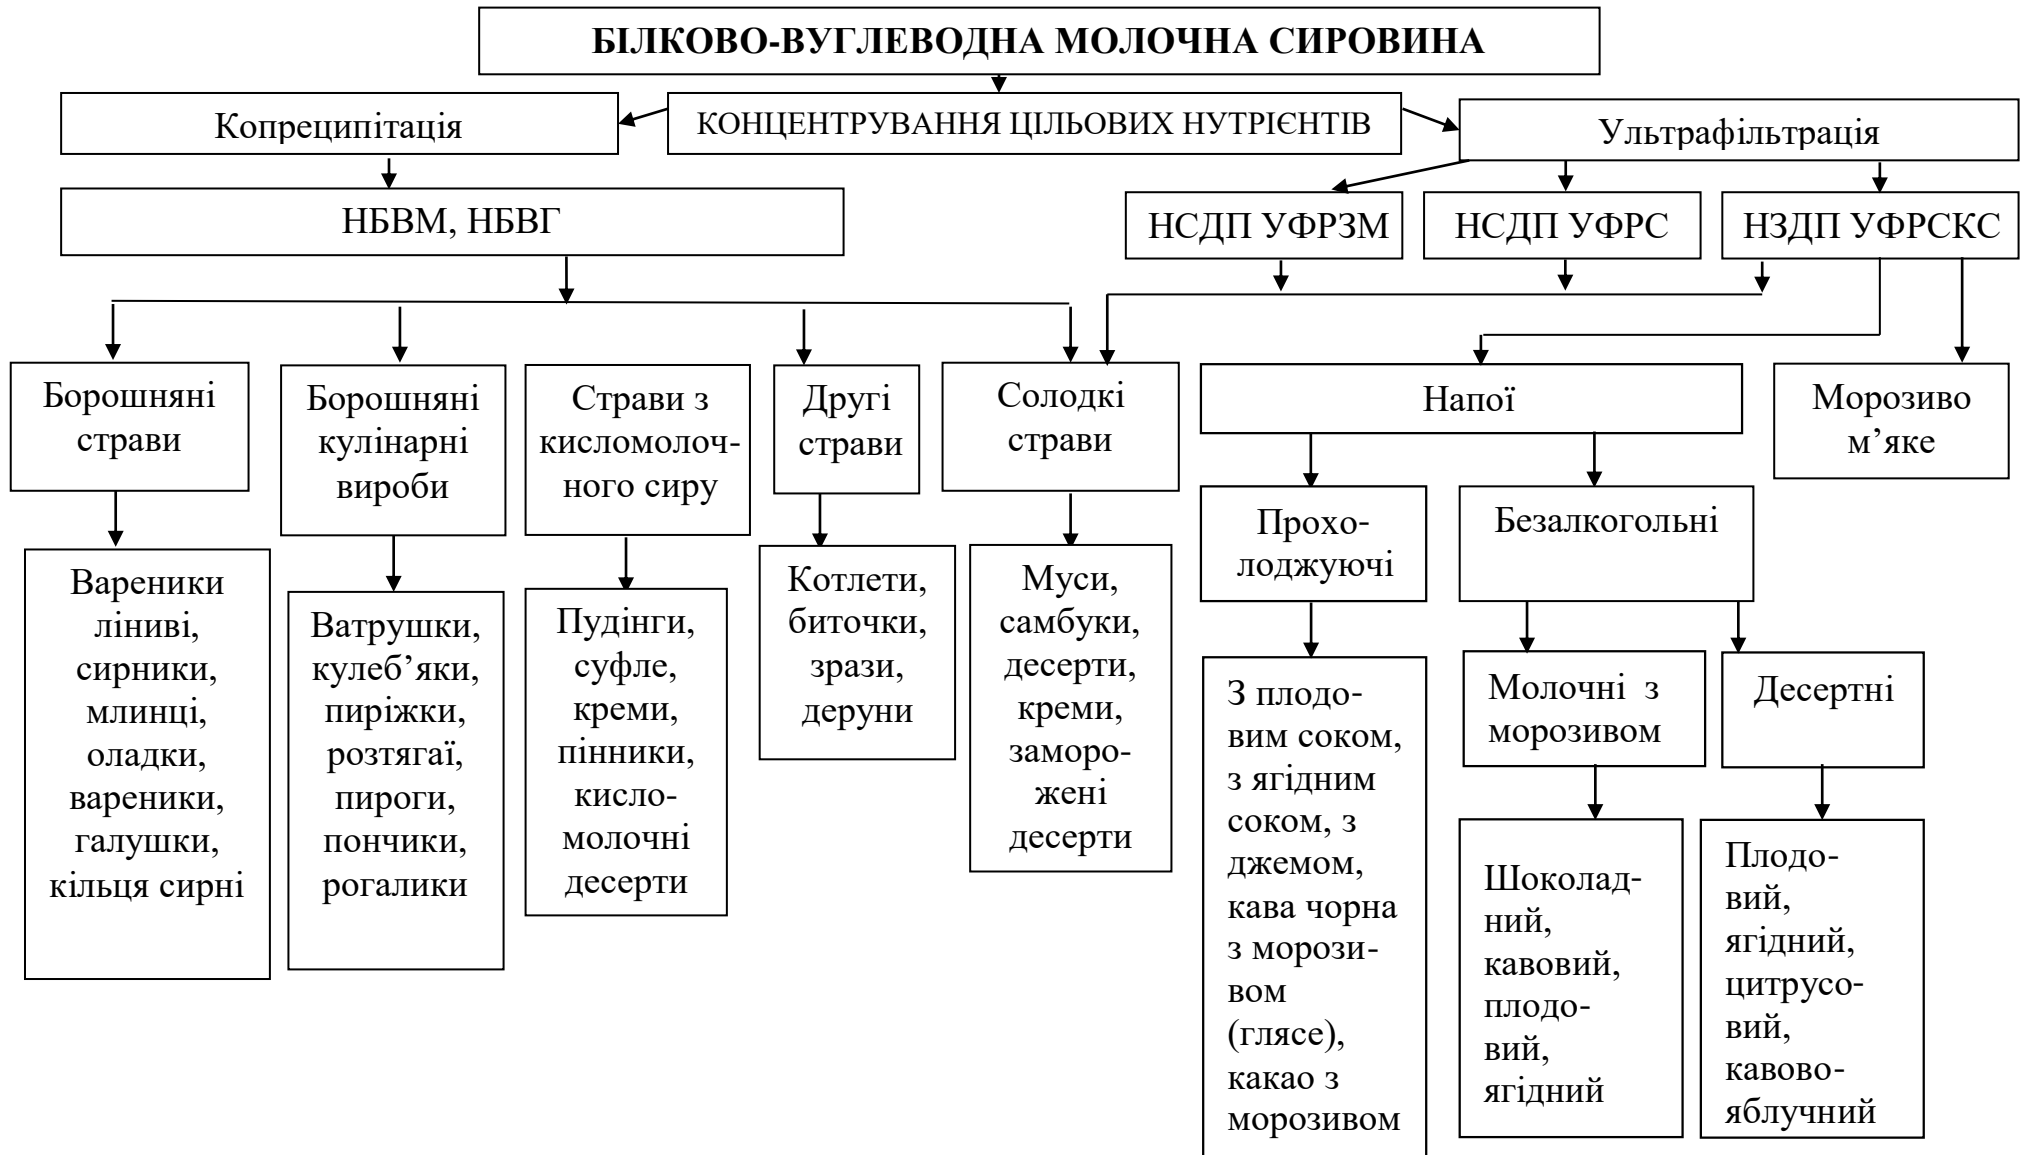 БІЛКОВО-ВУГЛЕВОДНА МОЛОЧНА СИРОВИНА
Копреципітація
КОНЦЕНТРУВАННЯ ЦІЛЬОВИХ НУТРІЄНТІВ
Ультрафільтрація
НБВМ, НБВГ
НСДП УФРЗМ
НСДП УФРС
НЗДП УФРСКС
Борошняні
страви
Борошняні
кулінарні
вироби
Страви з
кисломолоч-
ного сиру
Другі
страви
Солодкі
страви
Напої
Морозиво
м’яке
Прохо-
лоджуючі
Безалкогольні
Вареники
ліниві,
сирники,
млинці,
оладки,
вареники,
галушки,
кільця сирні
Ватрушки,
кулеб’яки,
пиріжки,
розтягаї,
пироги,
пончики,
рогалики
Пудінги,
суфле,
креми,
пінники,
кисло-
молочні
десерти
Котлети,
биточки,
зрази,
деруни
Муси,
самбуки,
десерти,
креми,
заморо-
жені
десерти
З плодо-
вим соком,
з ягідним
соком, з
джемом,
кава чорна
з морози-
вом
(глясе),
какао з
морозивом
Молочні з
морозивом
Десертні
Шоколад-
ний,
кавовий,
плодо-
вий,
ягідний
Плодо-
вий,
ягідний,
цитрусо-
вий,
кавово-
яблучний